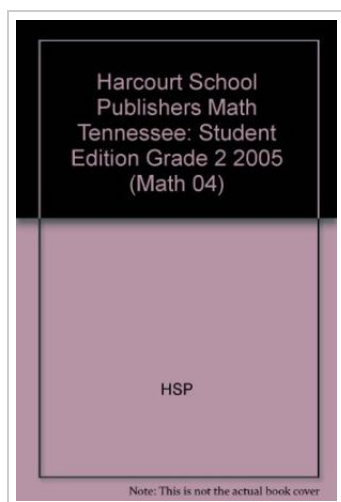 Harcourt School
Publishers Math
Tennessee: Student
Edition Grade 2 2005
(Math 04)
HSP
Note: This is not the actual book cover